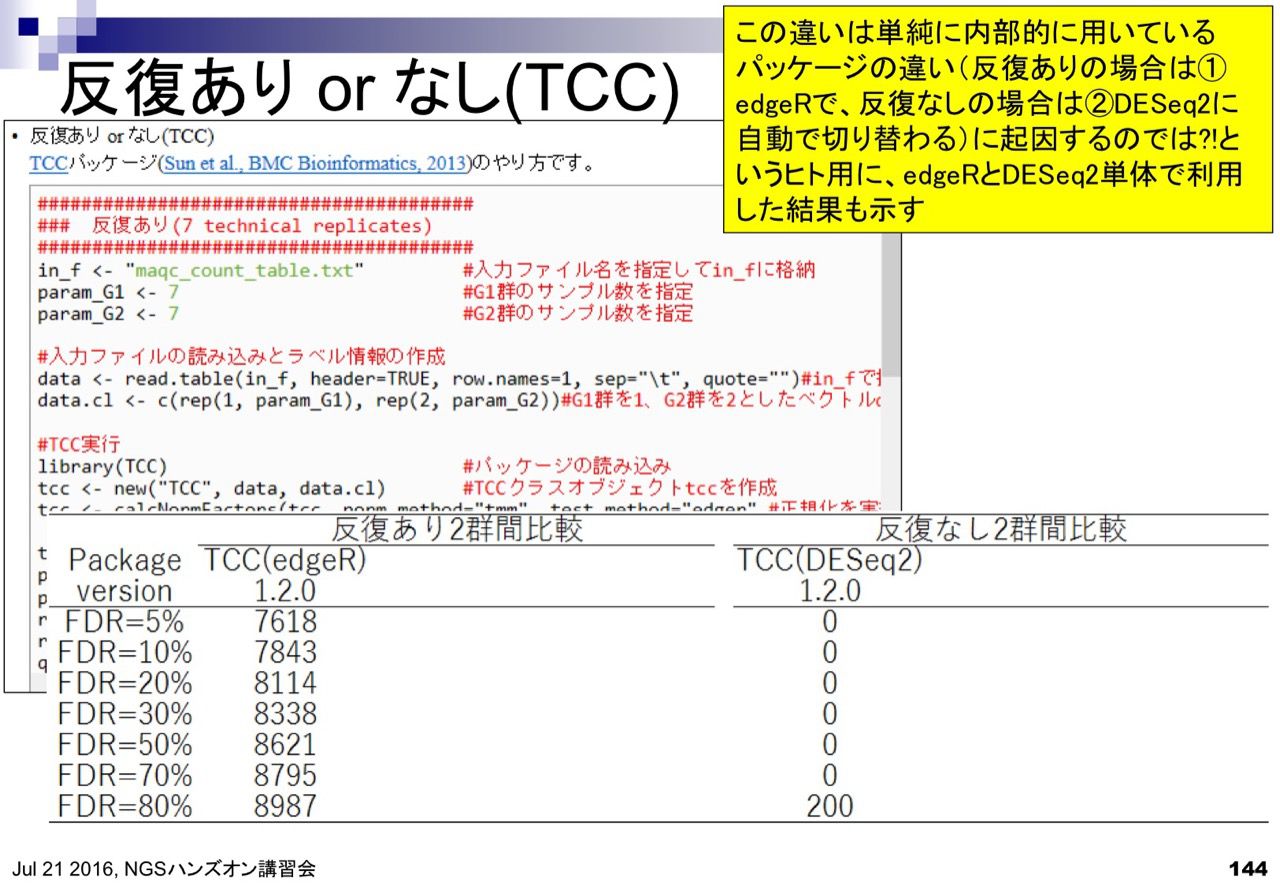 反復あり or なし(TCC)
この違いは単純に内部的に用いている
パッケージの違い(反復ありの場合は①
edgeRで、反復なしの場合は②DESeq2に
自動で切り替わる)に起因するのでは?!と
いうヒト用に、edgeRとDESeq2単体で利用
した結果も示す
• 反復あり or なし(TCC)
TCCパッケージ(Sun et al., BMC Bioinformatics, 2013)のやり方です。
########################################
### 反復あり(7 technical replicates)
########################################
in_f <- "maqc_count_table.txt" #入力ファイル名を指定してin_fに格納
param_G1 <- 7 #G1群のサンプル数を指定
param_G2 <- 7 #G2群のサンプル数を指定
#入力ファイルの読み込みとラベル情報の作成
data <- read.table(in_f, header=TRUE, row.names=1, sep="\t", quote="")#in_fで
data.cl <- c(rep(1, param_G1), rep(2, param_G2))#G1群を1、G2群を2としたベクトル
#TCC実行
library(TCC) #パッケージの読み込み
tcc <- new("TCC", data, data.cl) #TCCクラスオブジェクトtccを作成
tcc <- calcNormFactors(tcc, norm.method="tmm", test.method="edger" #正規化を
反復あり2群間比較 反復なし2群間比較
Package TCC(edgeR) TCC(DESeq2)
version 1.2.0 1.2.0
FDR=5% 7618 0
FDR=10% 7843 0
FDR=20% 8114 0
FDR=30% 8338 0
FDR=50% 8621 0
FDR=70% 8795 0
FDR=80% 8987 200
Jul 21 2016, NGSハンズオン講習会
144